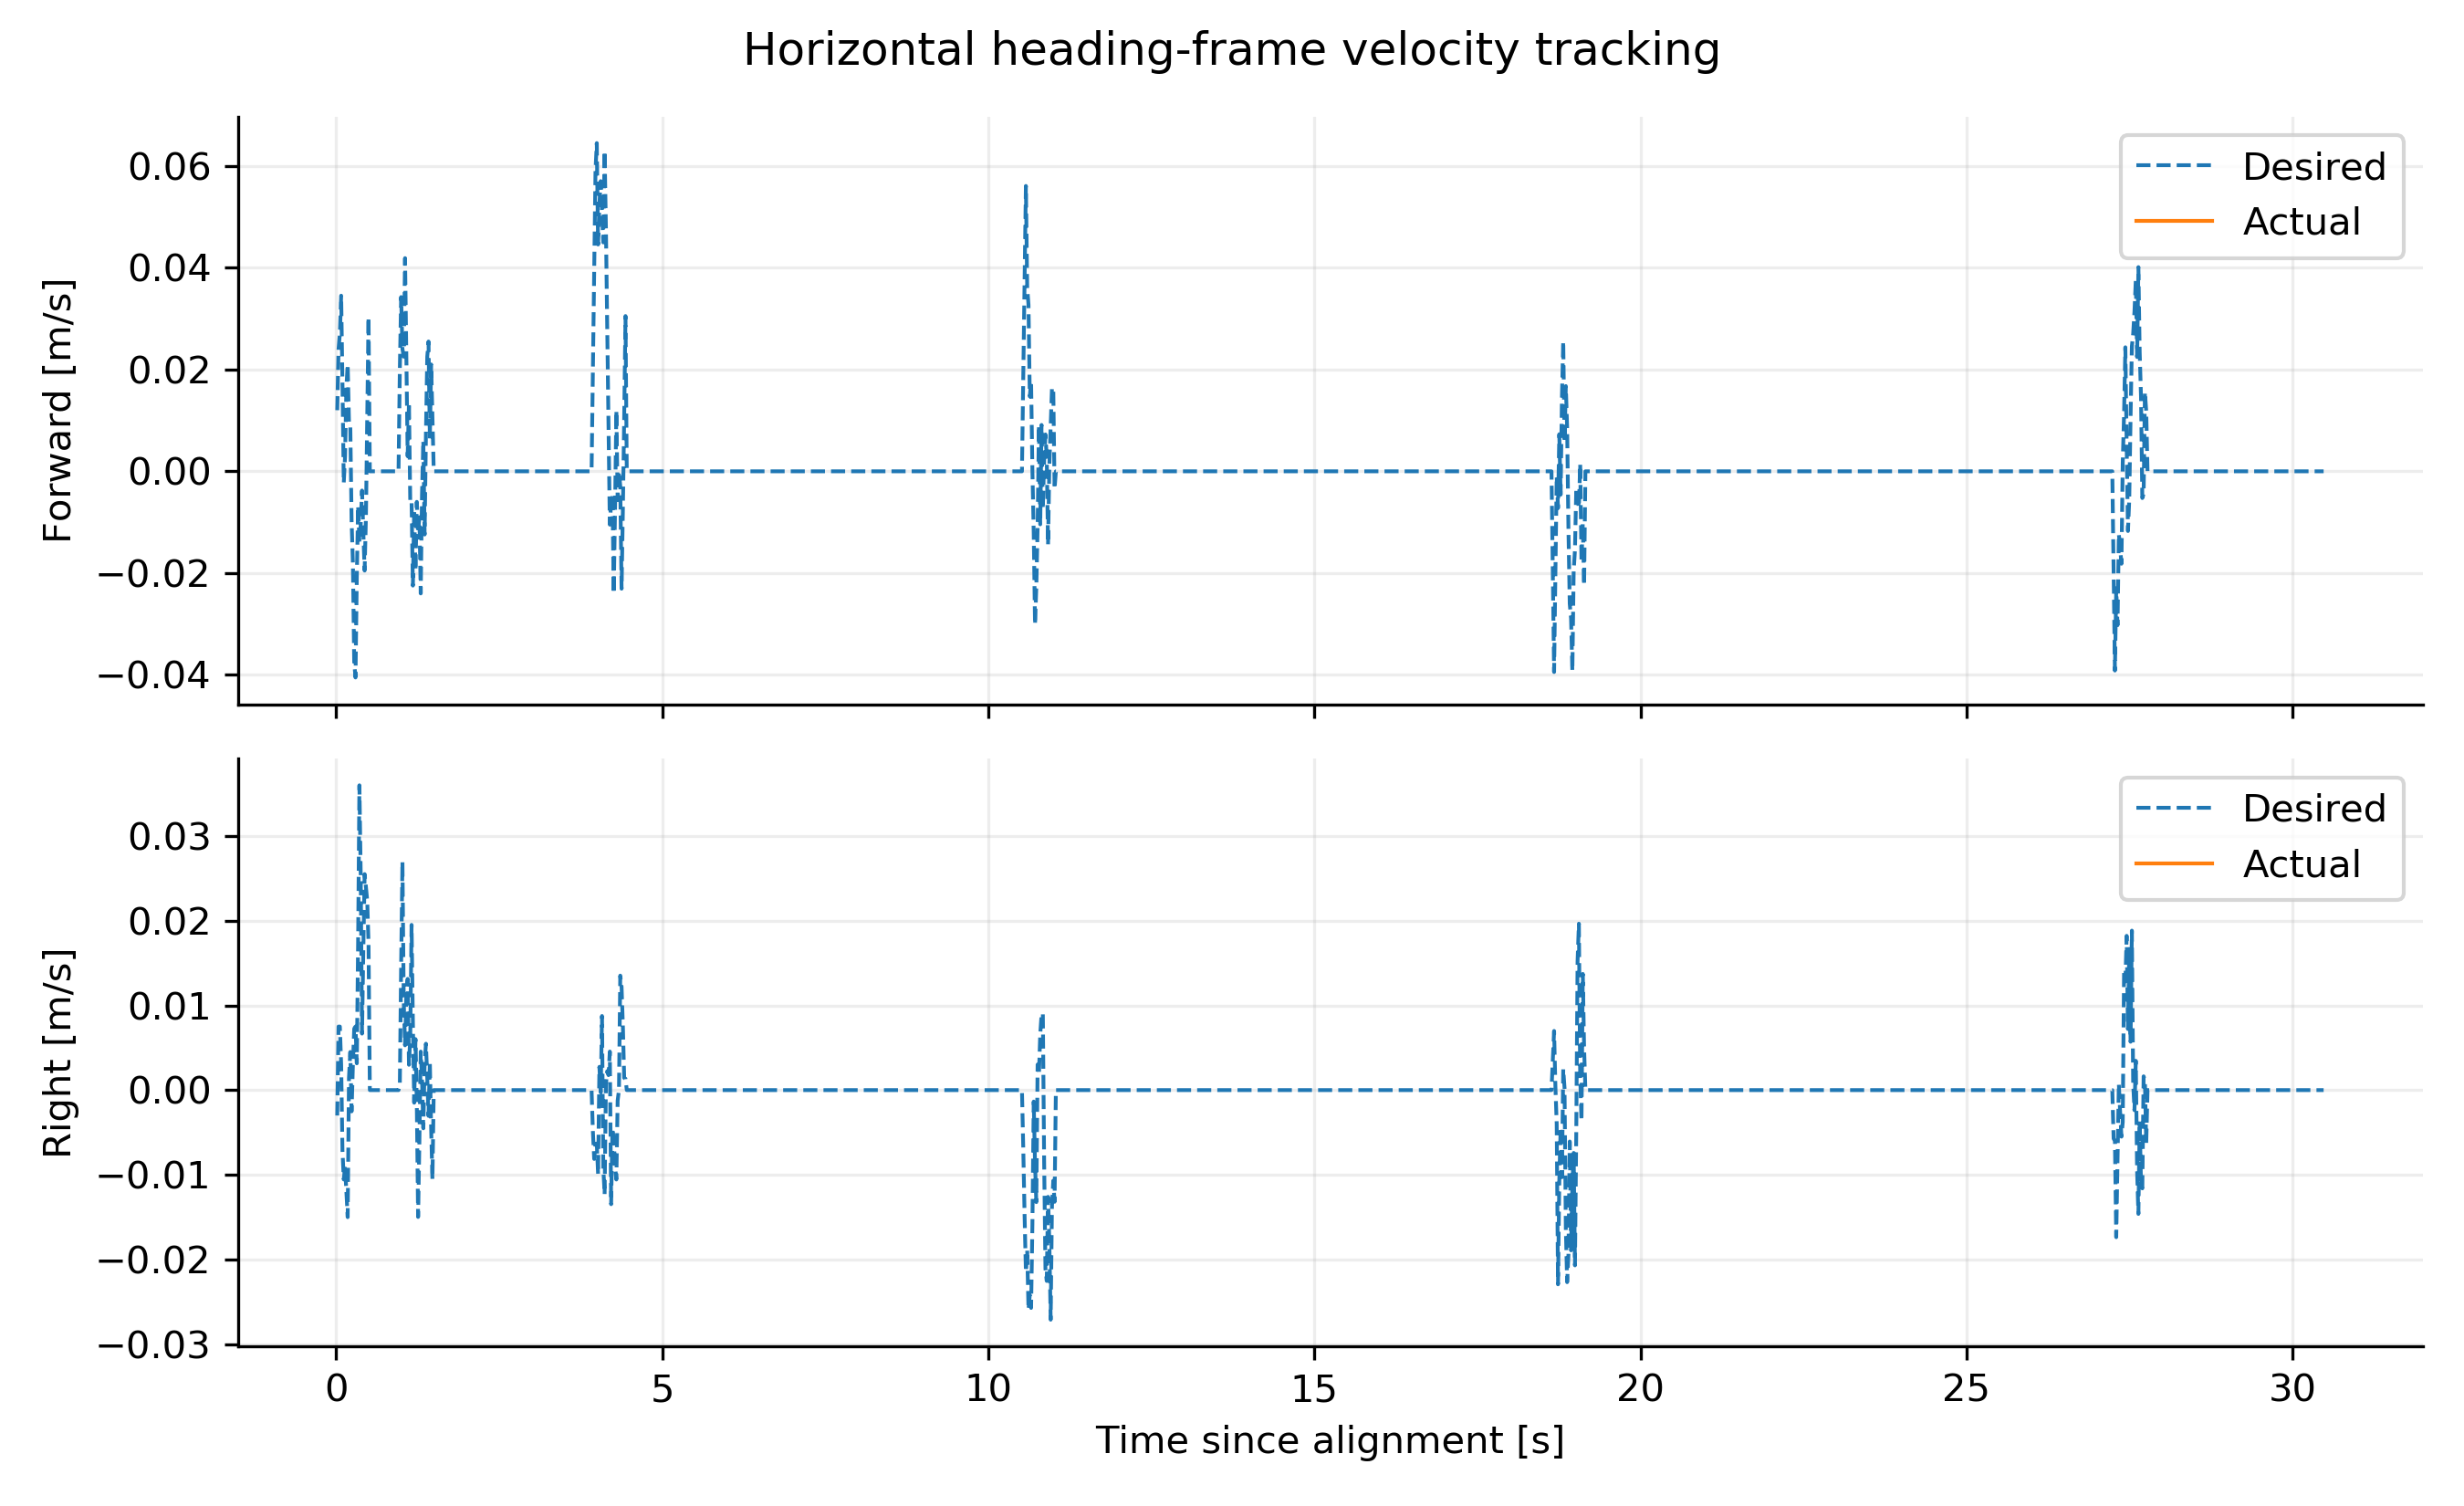 Horizontal heading-frame velocity tracking
Forward [m/s]
0.06
0.04
0.02
0.00
−0.02
−0.04
Desired
Actual
Right [m/s]
0.03
0.02
0.01
0.00
−0.01
−0.02
−0.03
Desired
Actual
0 5 10 15 20 25 30
Time since alignment [s]